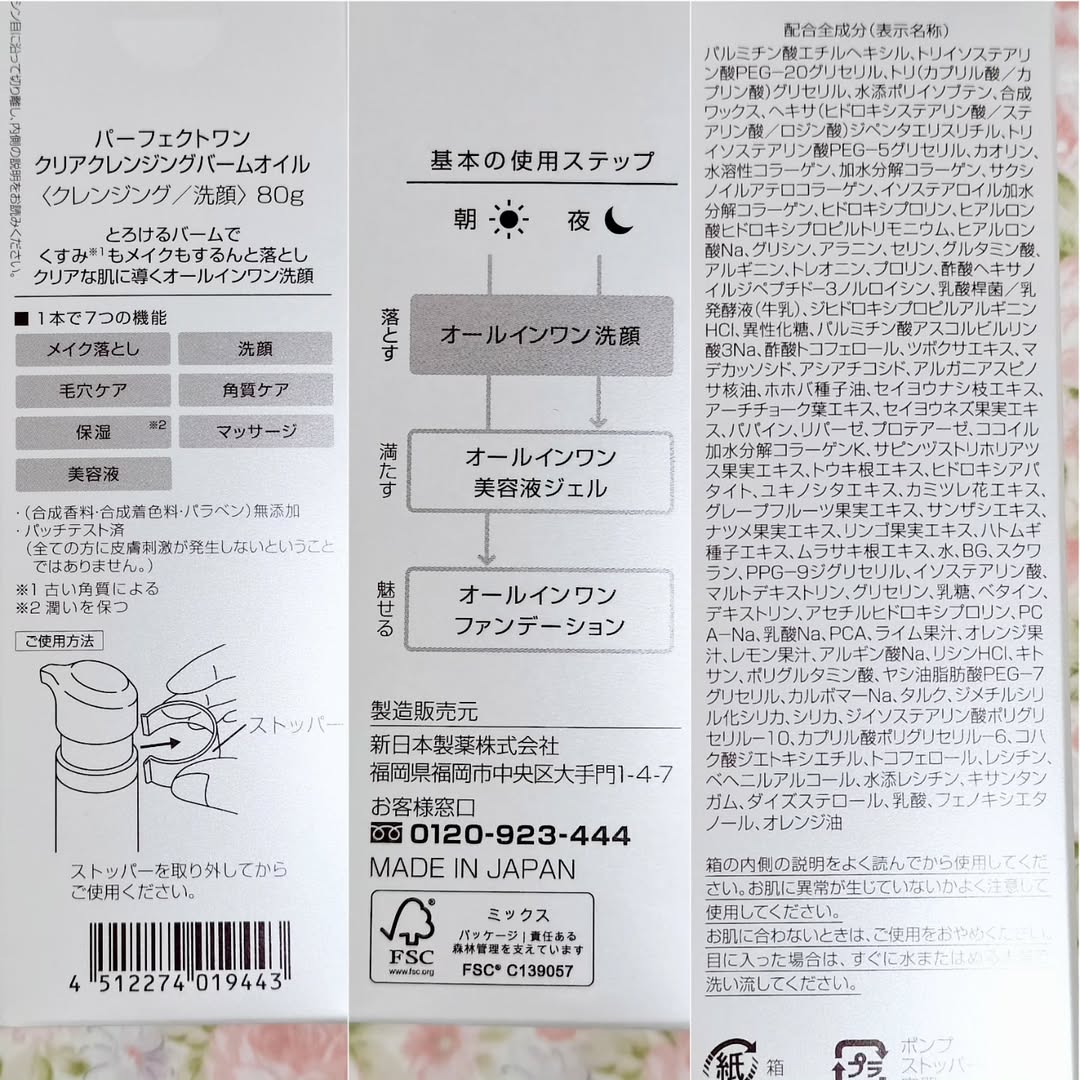 シン目に沿って切り離し、内側の説明をお読みください。
パーフェクトワン
クリアクレンジングバームオイル
〈クレンジング／洗顔〉80g
とろけるバームで
くすみ※1もメイクもするんと落とし
クリアな肌に導くオールインワン洗顔
■ 1本で7つの機能
メイク落とし
洗顔
毛穴ケア
角質ケア
保湿 ※2
マッサージ
美容液
・(合成香料・合成着色料・パラベン)無添加
・パッチテスト済
(全ての方に皮膚刺激が発生しないということ
ではありません。)
※1 古い角質による
※2 潤いを保つ
ご使用方法
ストッパー
ストッパーを取り外してから
ご使用ください。
4 512274 019443
基本の使用ステップ
朝 夜
落とす
オールインワン洗顔
満たす
オールインワン
美容液ジェル
魅せる
オールインワン
ファンデーション
製造販売元
新日本製薬株式会社
福岡県福岡市中央区大手門1-4-7
お客様窓口
0120-923-444
MADE IN JAPAN
FSC®
www.fsc.org
ミックス
パッケージ | 責任ある
森林管理を支えています
FSC® C139057
配合全成分(表示名称)
パルミチン酸エチルヘキシル、トリイソステアリ
ン酸PEG-20グリセリル、トリ(カプリル酸／カ
プリン酸)グリセリル、水添ポリイソブテン、合成
ワックス、ヘキサ(ヒドロキシステアリン酸／ステ
アリン酸／ロジン酸)ジペンタエリスリチル、トリ
イソステアリン酸PEG-5グリセリル、カオリン、
水溶性コラーゲン、加水分解コラーゲン、サクシ
ノイルアテロコラーゲン、イソステアロイル加水
分解コラーゲン、ヒドロキシプロリン、ヒアルロン
酸ヒドロキシプロピルトリモニウム、ヒアルロン
酸Na、グリシン、アラニン、セリン、グルタミン酸、
アルギニン、トレオニン、プロリン、酢酸ヘキサノ
イルジペプチド-3ノルロイシン、乳酸桿菌／乳
発酵液(牛乳)、ジヒドロキシプロピルアルギニン
HCl、異性化糖、パルミチン酸アスコルビルリン
酸3Na、酢酸トコフェロール、ツボクサエキス、マ
デカッソシド、アシアチコシド、アルガニアスピノ
サ核油、ホホバ種子油、セイヨウナシ枝エキス、
アーチチョーク葉エキス、セイヨウネズ果実エキ
ス、パパイン、リパーゼ、プロテアーゼ、ココイル
加水分解コラーゲンK、サピンヅストリホリアツ
ス果実エキス、トウキ根エキス、ヒドロキシアパ
タイト、ユキノシタエキス、カミツレ花エキス、
グレープフルーツ果実エキス、サンザシエキス、
ナツメ果実エキス、リンゴ果実エキス、ハトムギ
種子エキス、ムラサキ根エキス、水、BG、スクワ
ラン、PPG-9ジグリセリル、イソステアリン酸、
マルトデキストリン、グリセリン、乳糖、ベタイン、
デキストリン、アセチルヒドロキシプロリン、PC
A-Na、乳酸Na、PCA、ライム果汁、オレンジ果
汁、レモン果汁、アルギン酸Na、リシンHCl、キト
サン、ポリグルタミン酸、ヤシ油脂肪酸PEG-7
グリセリル、カルボマーNa、タルク、ジメチルシリ
ル化シリカ、シリカ、ジイソステアリン酸ポリグリ
セリル-10、カプリル酸ポリグリセリル-6、コハ
ク酸ジエトキシエチル、トコフェロール、レシチン、
ベヘニルアルコール、水添レシチン、キサンタン
ガム、ダイズステロール、乳酸、フェノキシエタ
ノール、オレンジ油
箱の内側の説明をよく読んでから使用してくだ
さい。お肌に異常が生じていないかよく注意して
使用してください。
お肌に合わないときは、ご使用をおやめください。
目に入った場合は、すぐに水または
洗い流してください。
紙 箱
プラ ポンプ
ストッパー